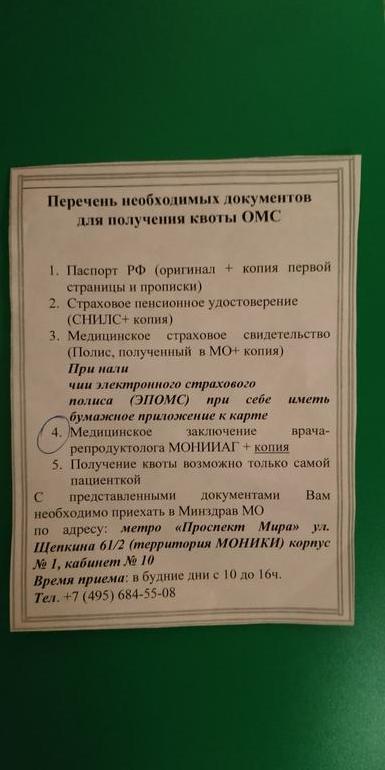 Перечень необходимых документов
для получения квоты ОМС
1. Паспорт РФ (оригинал + копия первой
страницы и прописки)
2. Страховое пенсионное удостоверение
(СНИЛС+ копия)
3. Медицинское страховое свидетельство
(Полис, полученный в МО+ копия)
При нали
чии электронного страхового
полиса (ЭПОМС) при себе иметь
бумажное приложение к карте
4. Медицинское заключение врача-
репродуктолога МОНИИАГ + копия
5. Получение квоты возможно только самой
пациенткой
С представленными документами Вам
необходимо приехать в Минздрав МО
по адресу: метро «Проспект Мира» ул.
Щепкина 61/2 (территория МОНИКИ) корпус
№ 1, кабинет № 10
Время приема: в будние дни с 10 до 16ч.
Тел. +7 (495) 684-55-08